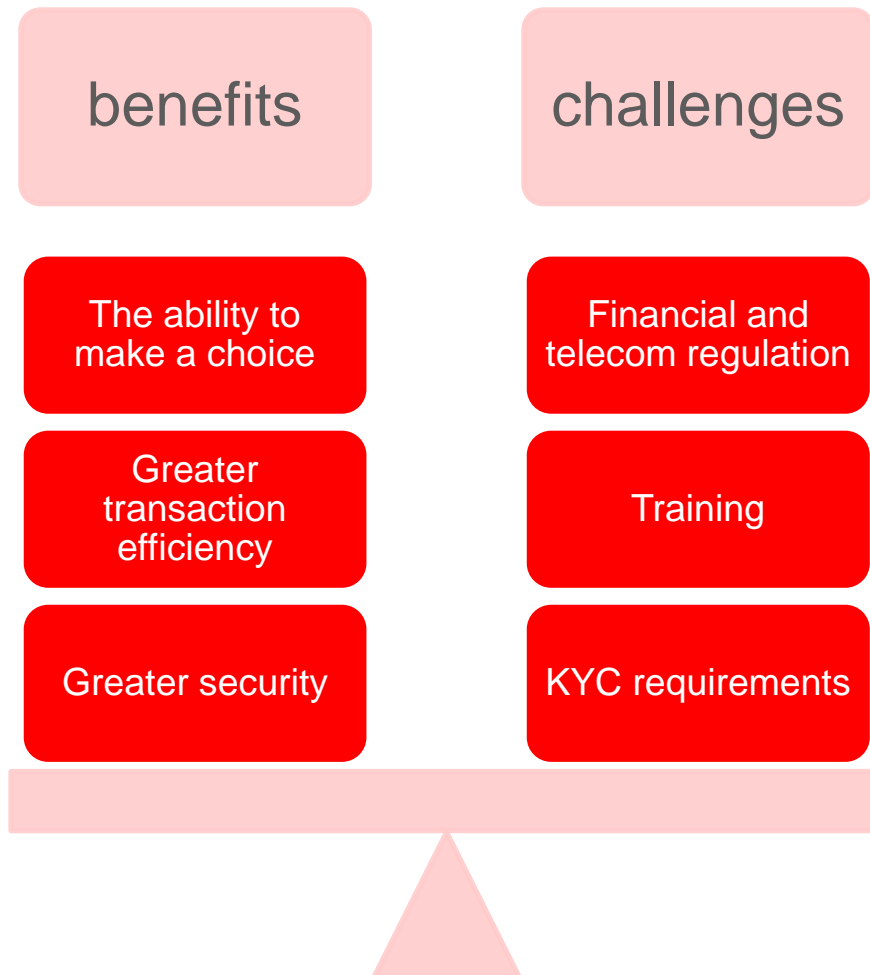 benefits
challenges
The ability to
make a choice
Greater
transaction
efficiency
Greater security
Financial and
telecom regulation
Training
KYC requirements